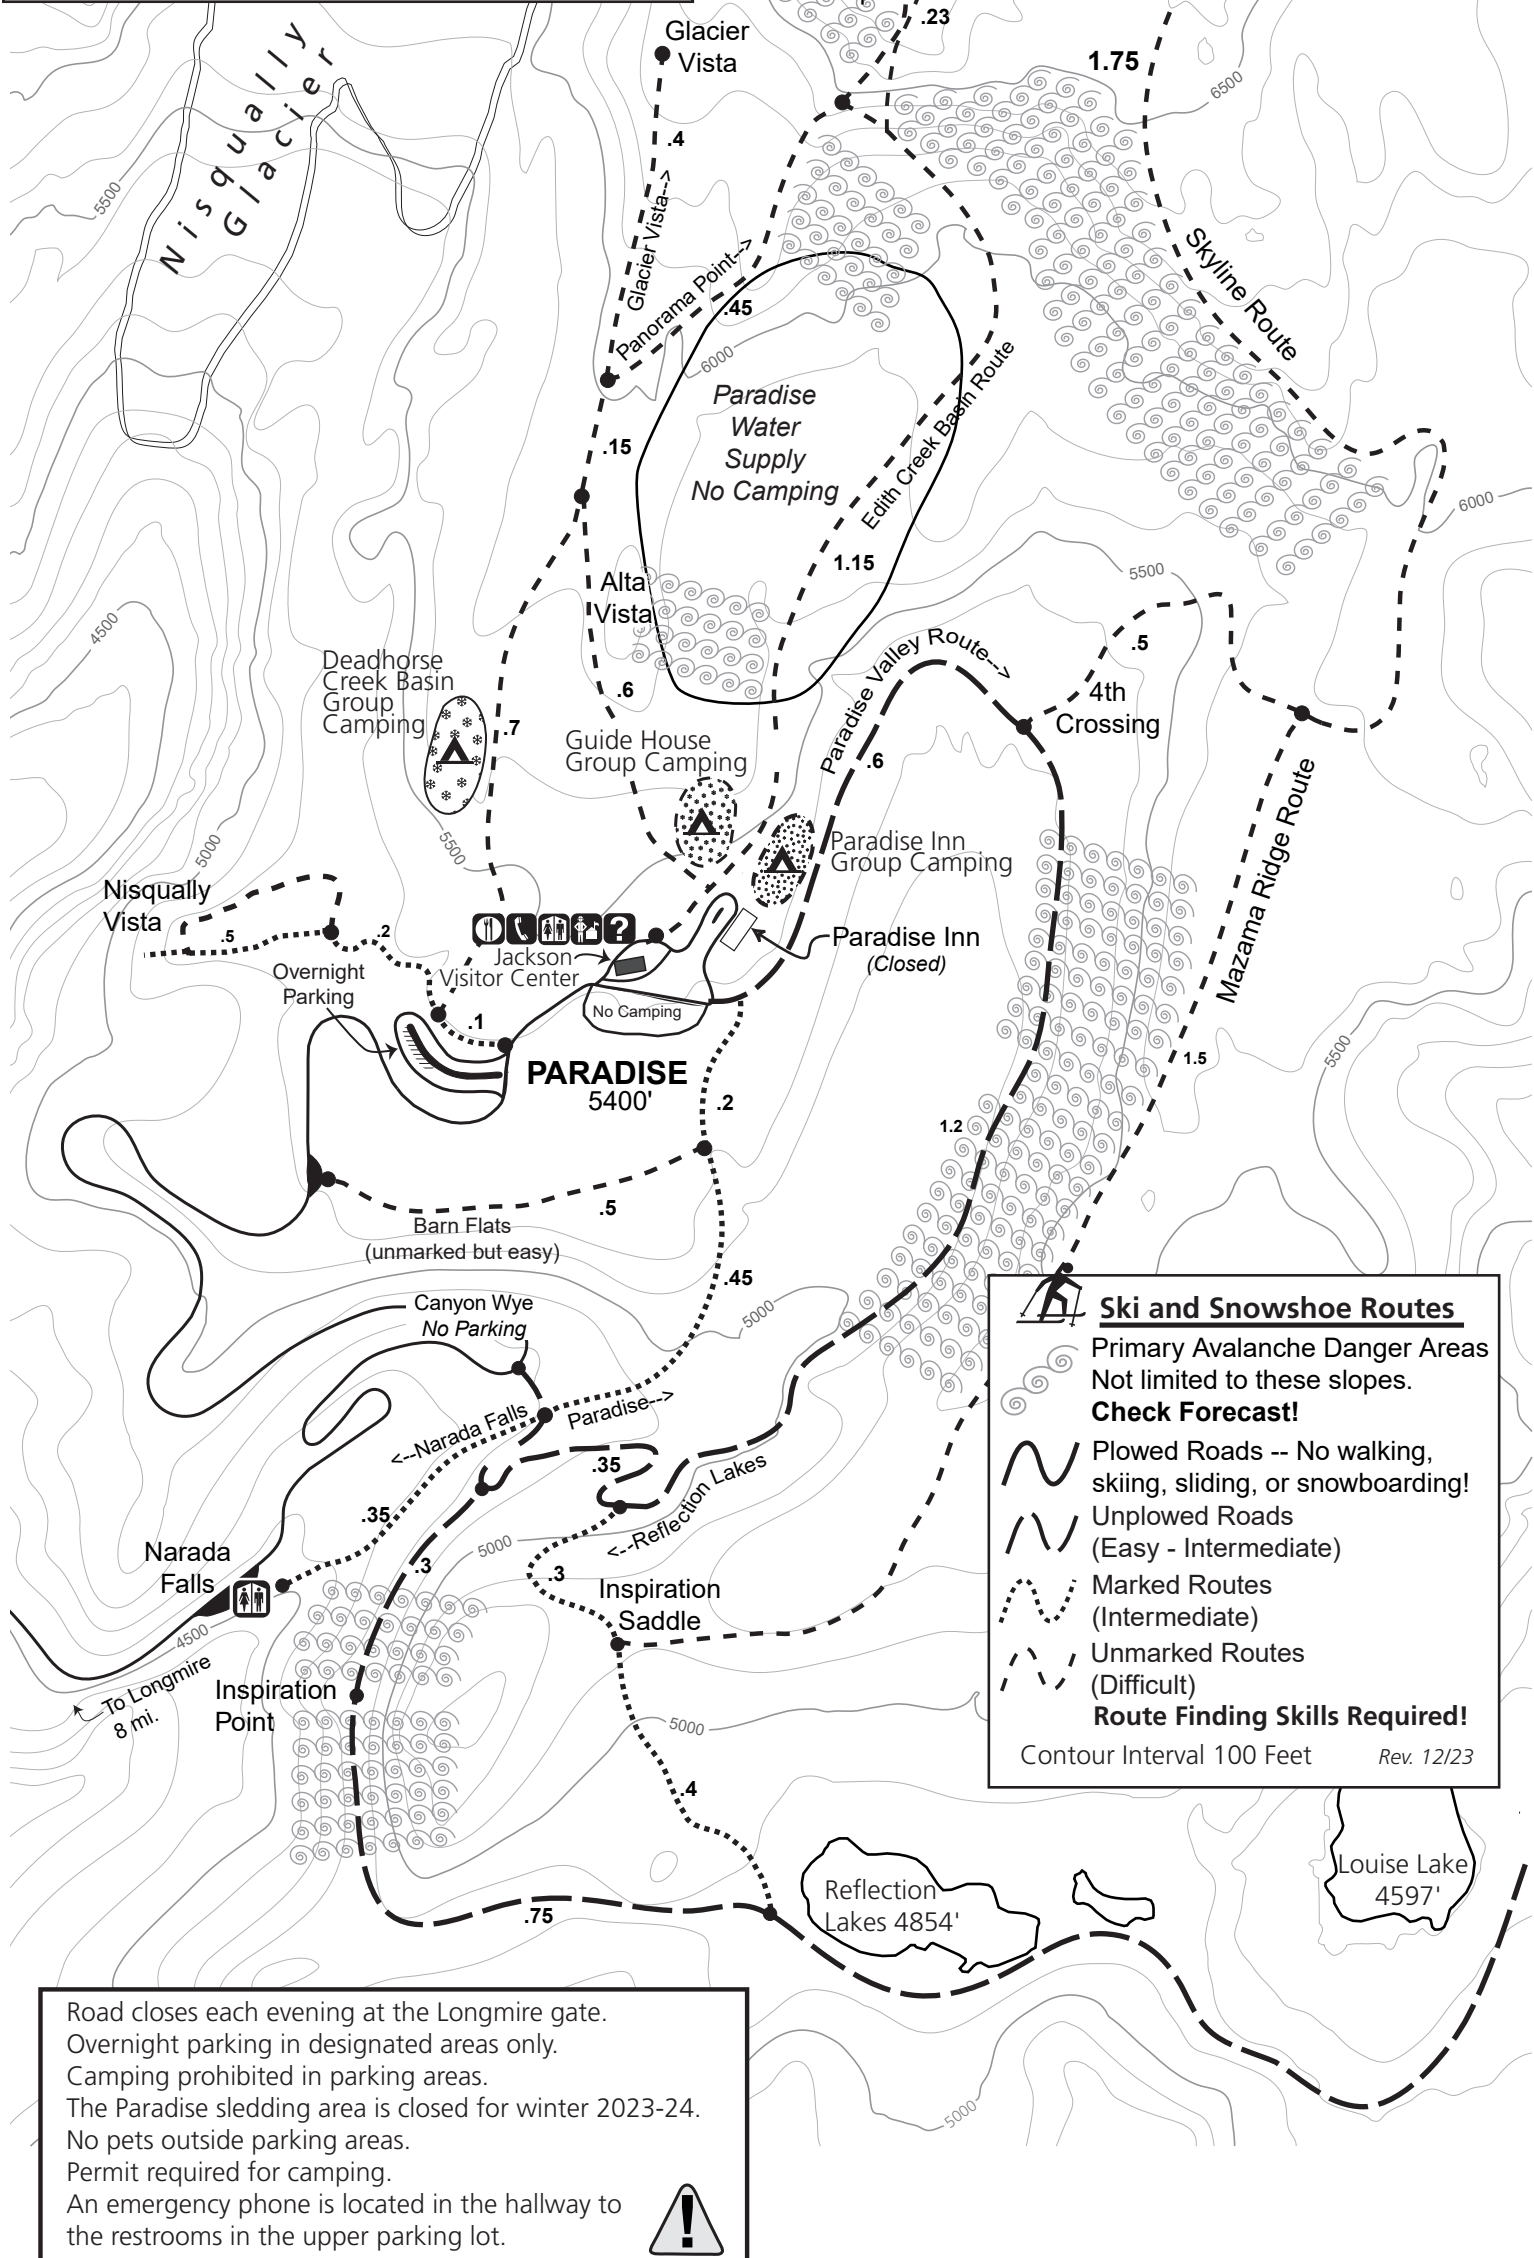 .23
Glacier
Vista
1.75
6500
Nisqually
Glacier
.4
5500
Glacier Vista-->
Panorama Point-->
.45
Skyline Route
6000
Paradise
Water
Supply
No Camping
Edith Creek Basin Route
.15
6000
1.15
5500
Alta
Vista
4500
Paradise Valley Route-->
.5
Deadhorse
Creek Basin
Group
Camping
.6
4th
Crossing
.7
Guide House
Group Camping
.6
Mazama Ridge Route
5000
5500
Paradise Inn
Group Camping
Nisqually
Vista
.5
.2
?
Jackson
Visitor Center
Paradise Inn
(Closed)
Overnight
Parking
No Camping
.1
PARADISE
5400'
1.5
5500
.2
1.2
.5
Barn Flats
(unmarked but easy)
.45
Canyon Wye
No Parking
5000
<--Narada Falls
Paradise-->
.35
<--Reflection Lakes
.35
5000
.3
.3
Narada
Falls
Inspiration
Saddle
4500
To Longmire
8 mi.
Inspiration
Point
5000
.4
.75
Ski and Snowshoe Routes
Primary Avalanche Danger Areas
Not limited to these slopes.
Check Forecast!
Plowed Roads -- No walking,
skiing, sliding, or snowboarding!
Unplowed Roads
(Easy - Intermediate)
Marked Routes
(Intermediate)
Unmarked Routes
(Difficult)
Route Finding Skills Required!
Contour Interval 100 Feet
Rev. 12/23
Reflection
Lakes 4854'
Louise Lake
4597'
5000
Road closes each evening at the Longmire gate.
Overnight parking in designated areas only.
Camping prohibited in parking areas.
The Paradise sledding area is closed for winter 2023-24.
No pets outside parking areas.
Permit required for camping.
An emergency phone is located in the hallway to
the restrooms in the upper parking lot.
!